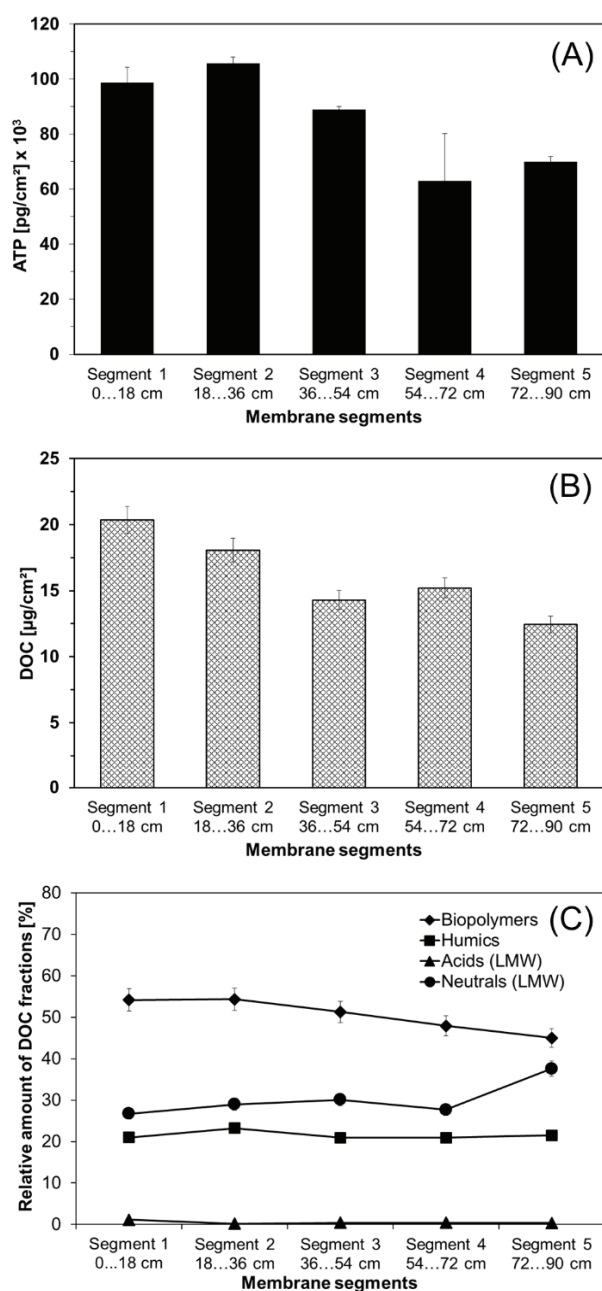 (A)
ATP [pg/cm²] x 10³
120
100
80
60
40
20
0
Segment 1 Segment 2 Segment 3 Segment 4 Segment 5
0…18 cm 18…36 cm 36…54 cm 54…72 cm 72…90 cm
Membrane segments
(B)
DOC [µg/cm²]
25
20
15
10
5
0
Segment 1 Segment 2 Segment 3 Segment 4 Segment 5
0…18 cm 18…36 cm 36…54 cm 54…72 cm 72…90 cm
Membrane segments
(C)
Relative amount of DOC fractions [%]
80
70
60
50
40
30
20
10
0
Biopolymers
Humics
Acids (LMW)
Neutrals (LMW)
Segment 1 Segment 2 Segment 3 Segment 4 Segment 5
0...18 cm 18…36 cm 36…54 cm 54…72 cm 72…90 cm
Membrane segments